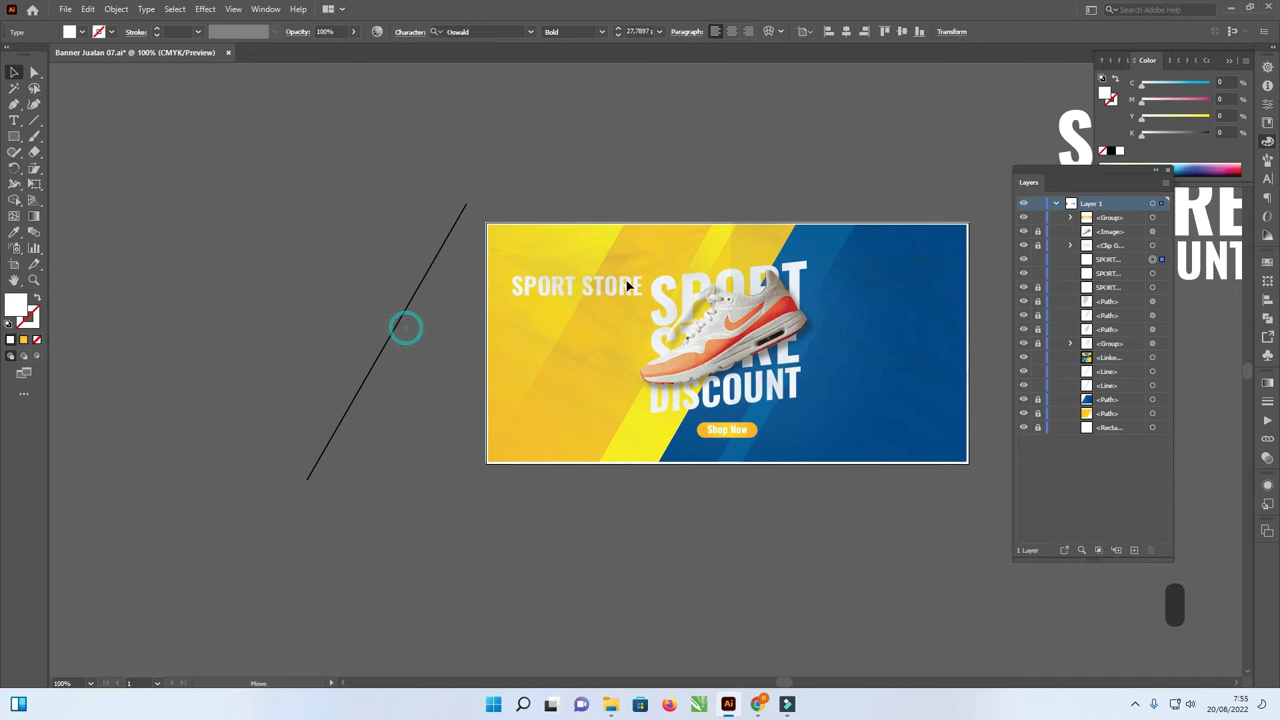 File Edit Object Type Select Effect View Window Help
Search Adobe Help
Type
Stroke:
Opacity: 100%
Character: Oswald
Bold
27,7897 p
Paragraph:
Transform
Banner Jualan 07.ai* @ 100% (CMYK/Preview) ×
Color
C 0 %
M 0 %
Y 0 %
K 0 %
S
RE
UNT
SPORT STORE
SPORT
DISCOUNT
Shop Now
Layers
Layer 1
<Group>
<Image>
<Clip G...
SPORT...
SPORT...
SPORT...
<Path>
<Path>
<Path>
<Group>
<Linke...
<Line>
<Line>
<Path>
<Path>
<Recta...
1 Layer
100%
1
Move
7:55
20/08/2022